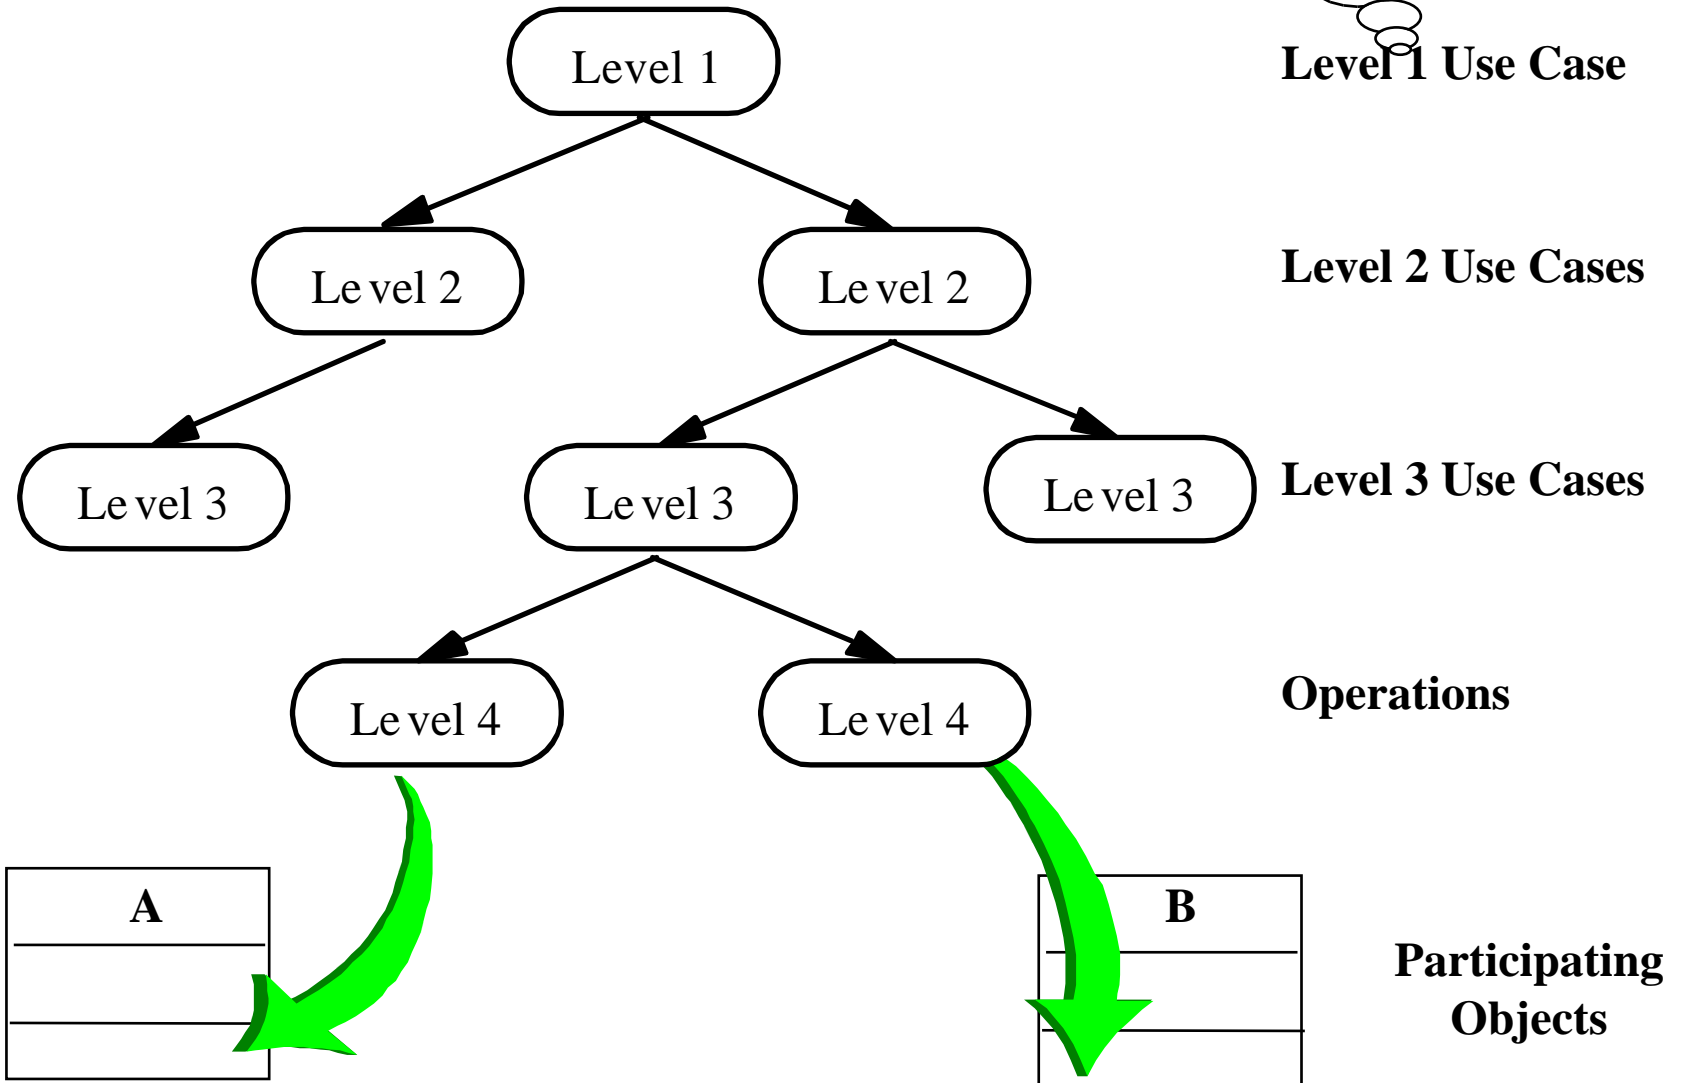 Level 1
Level 1 Use Case
Level 2
Level 2
Level 2 Use Cases
Level 3
Level 3
Level 3
Level 3 Use Cases
Level 4
Level 4
Operations
A
B
Participating
Objects